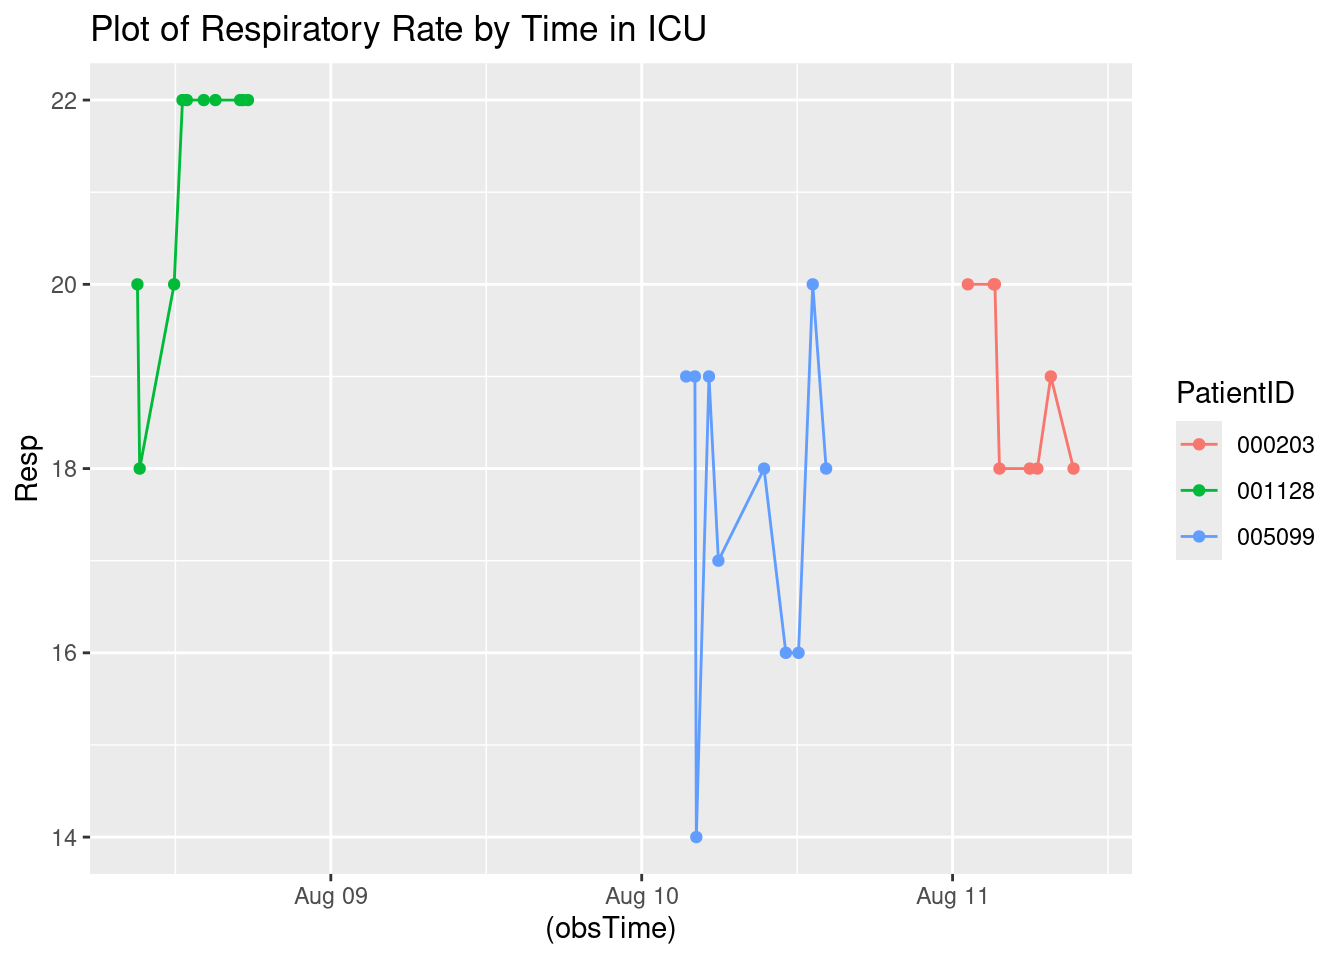 Plot of Respiratory Rate by Time in ICU
22
20
18
16
14
Resp
Aug 09
Aug 10
Aug 11
(obsTime)
PatientID
000203
001128
005099